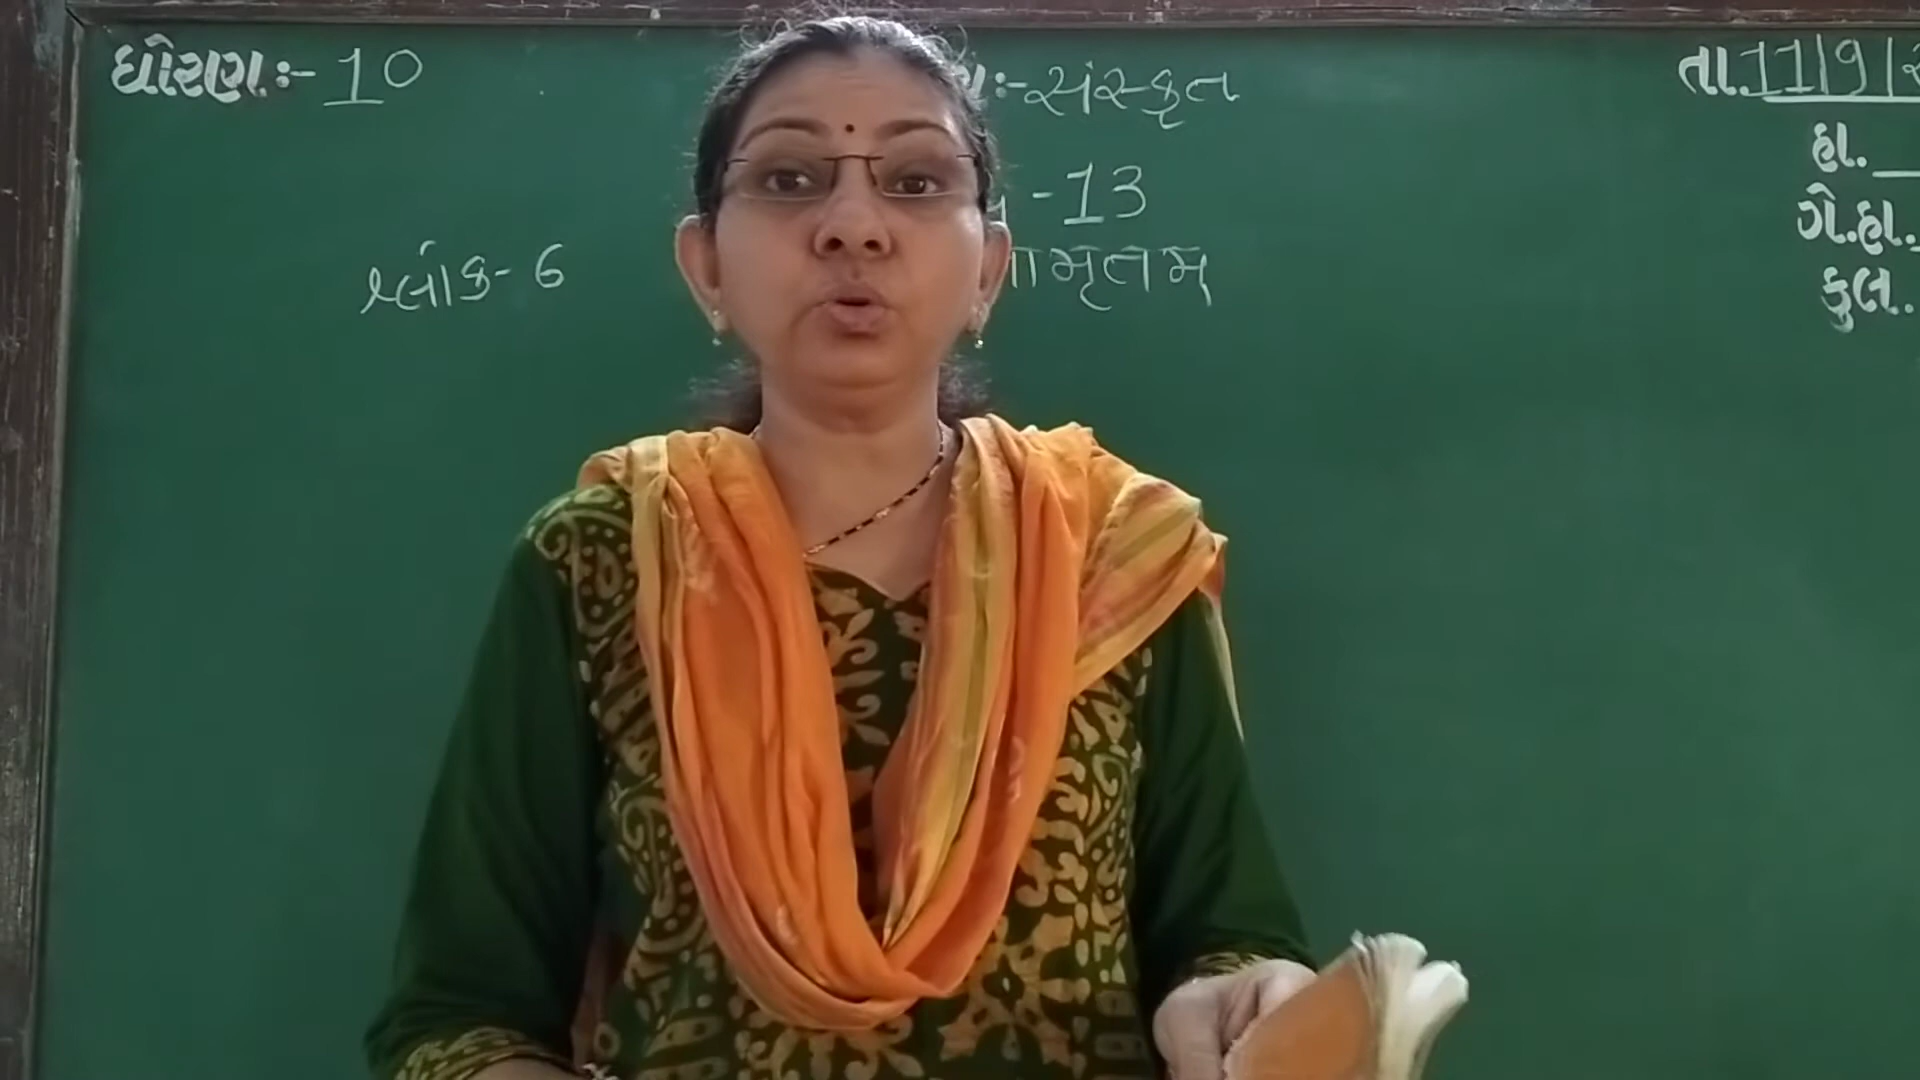 ધોરણ:- 10
:-સંસ્કૃત
તા.11/9/
હા.
ગે.હા.
કુલ.
-13
શ્લોક- 6
મૃતમ્